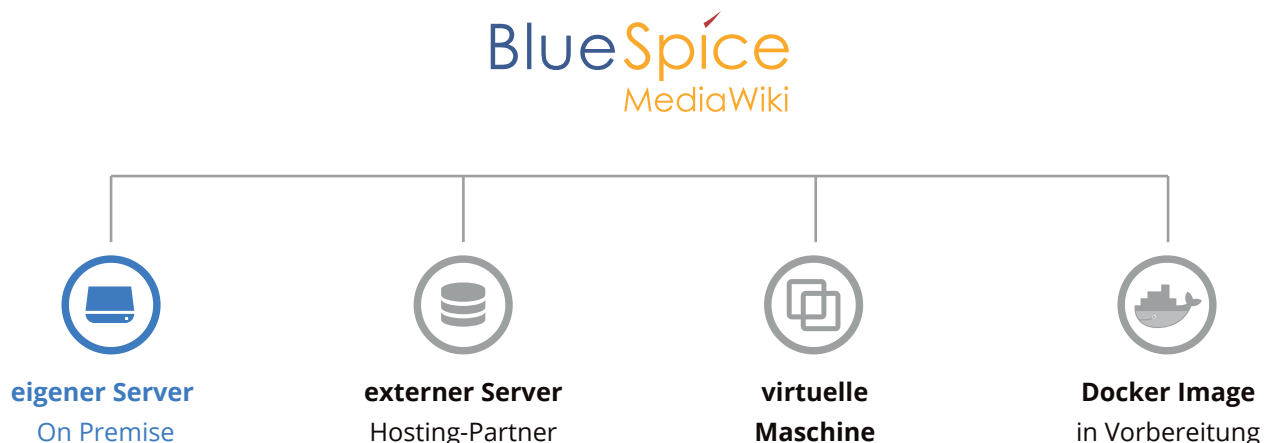 BlueSpice
MediaWiki
eigener Server
On Premise
externer Server
Hosting-Partner
virtuelle
Maschine
Docker Image
in Vorbereitung